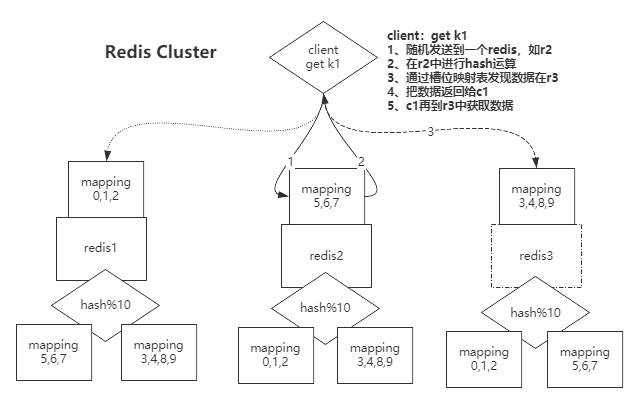 Redis Cluster
client
get k1
client：get k1
1、随机发送到一个redis，如r2
2、在r2中进行hash运算
3、通过槽位映射表发现数据在r3
4、把数据返回给c1
5、c1再到r3中获取数据
1
2
3
mapping
0,1,2
mapping
5,6,7
mapping
3,4,8,9
redis1
redis2
redis3
hash%10
hash%10
hash%10
mapping
5,6,7
mapping
3,4,8,9
mapping
0,1,2
mapping
3,4,8,9
mapping
0,1,2
mapping
5,6,7